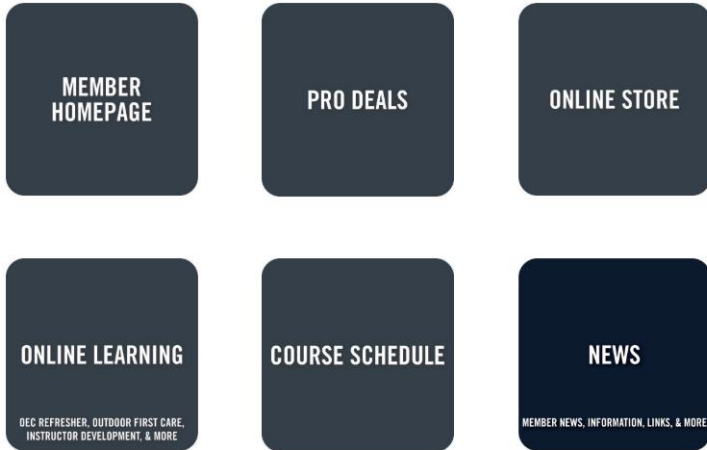 MEMBER
HOMEPAGE
PRO DEALS
ONLINE STORE
ONLINE LEARNING
OEC REFRESHER, OUTDOOR FIRST CARE,
INSTRUCTOR DEVELOPMENT, & MORE
COURSE SCHEDULE
NEWS
MEMBER NEWS, INFORMATION, LINKS, & MORE